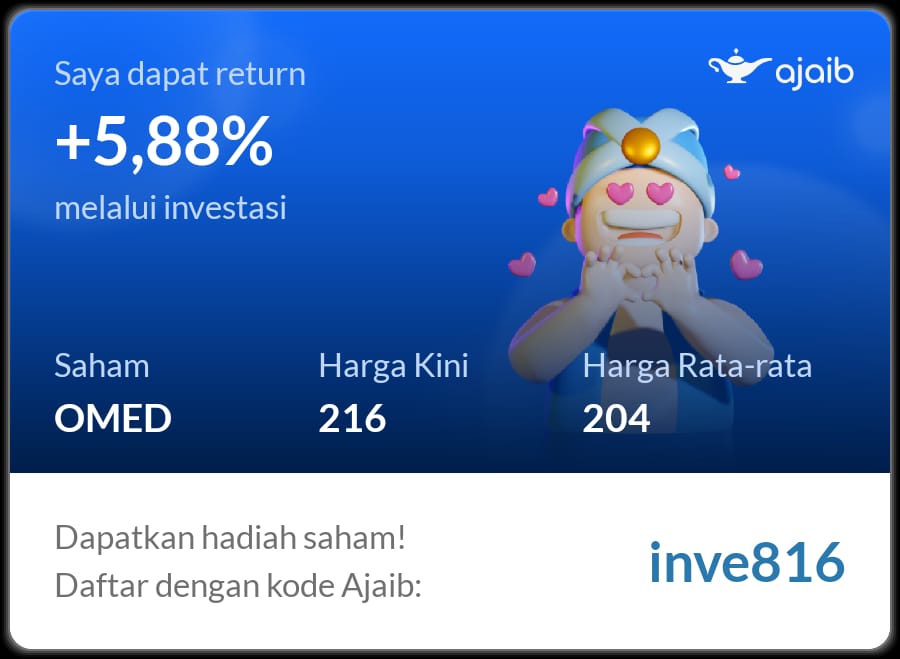 Saya dapat return
ajaib
+5,88%
melalui investasi
Saham
Harga Kini
Harga Rata-rata
OMED
216
204
Dapatkan hadiah saham!
Daftar dengan kode Ajaib:
inve816